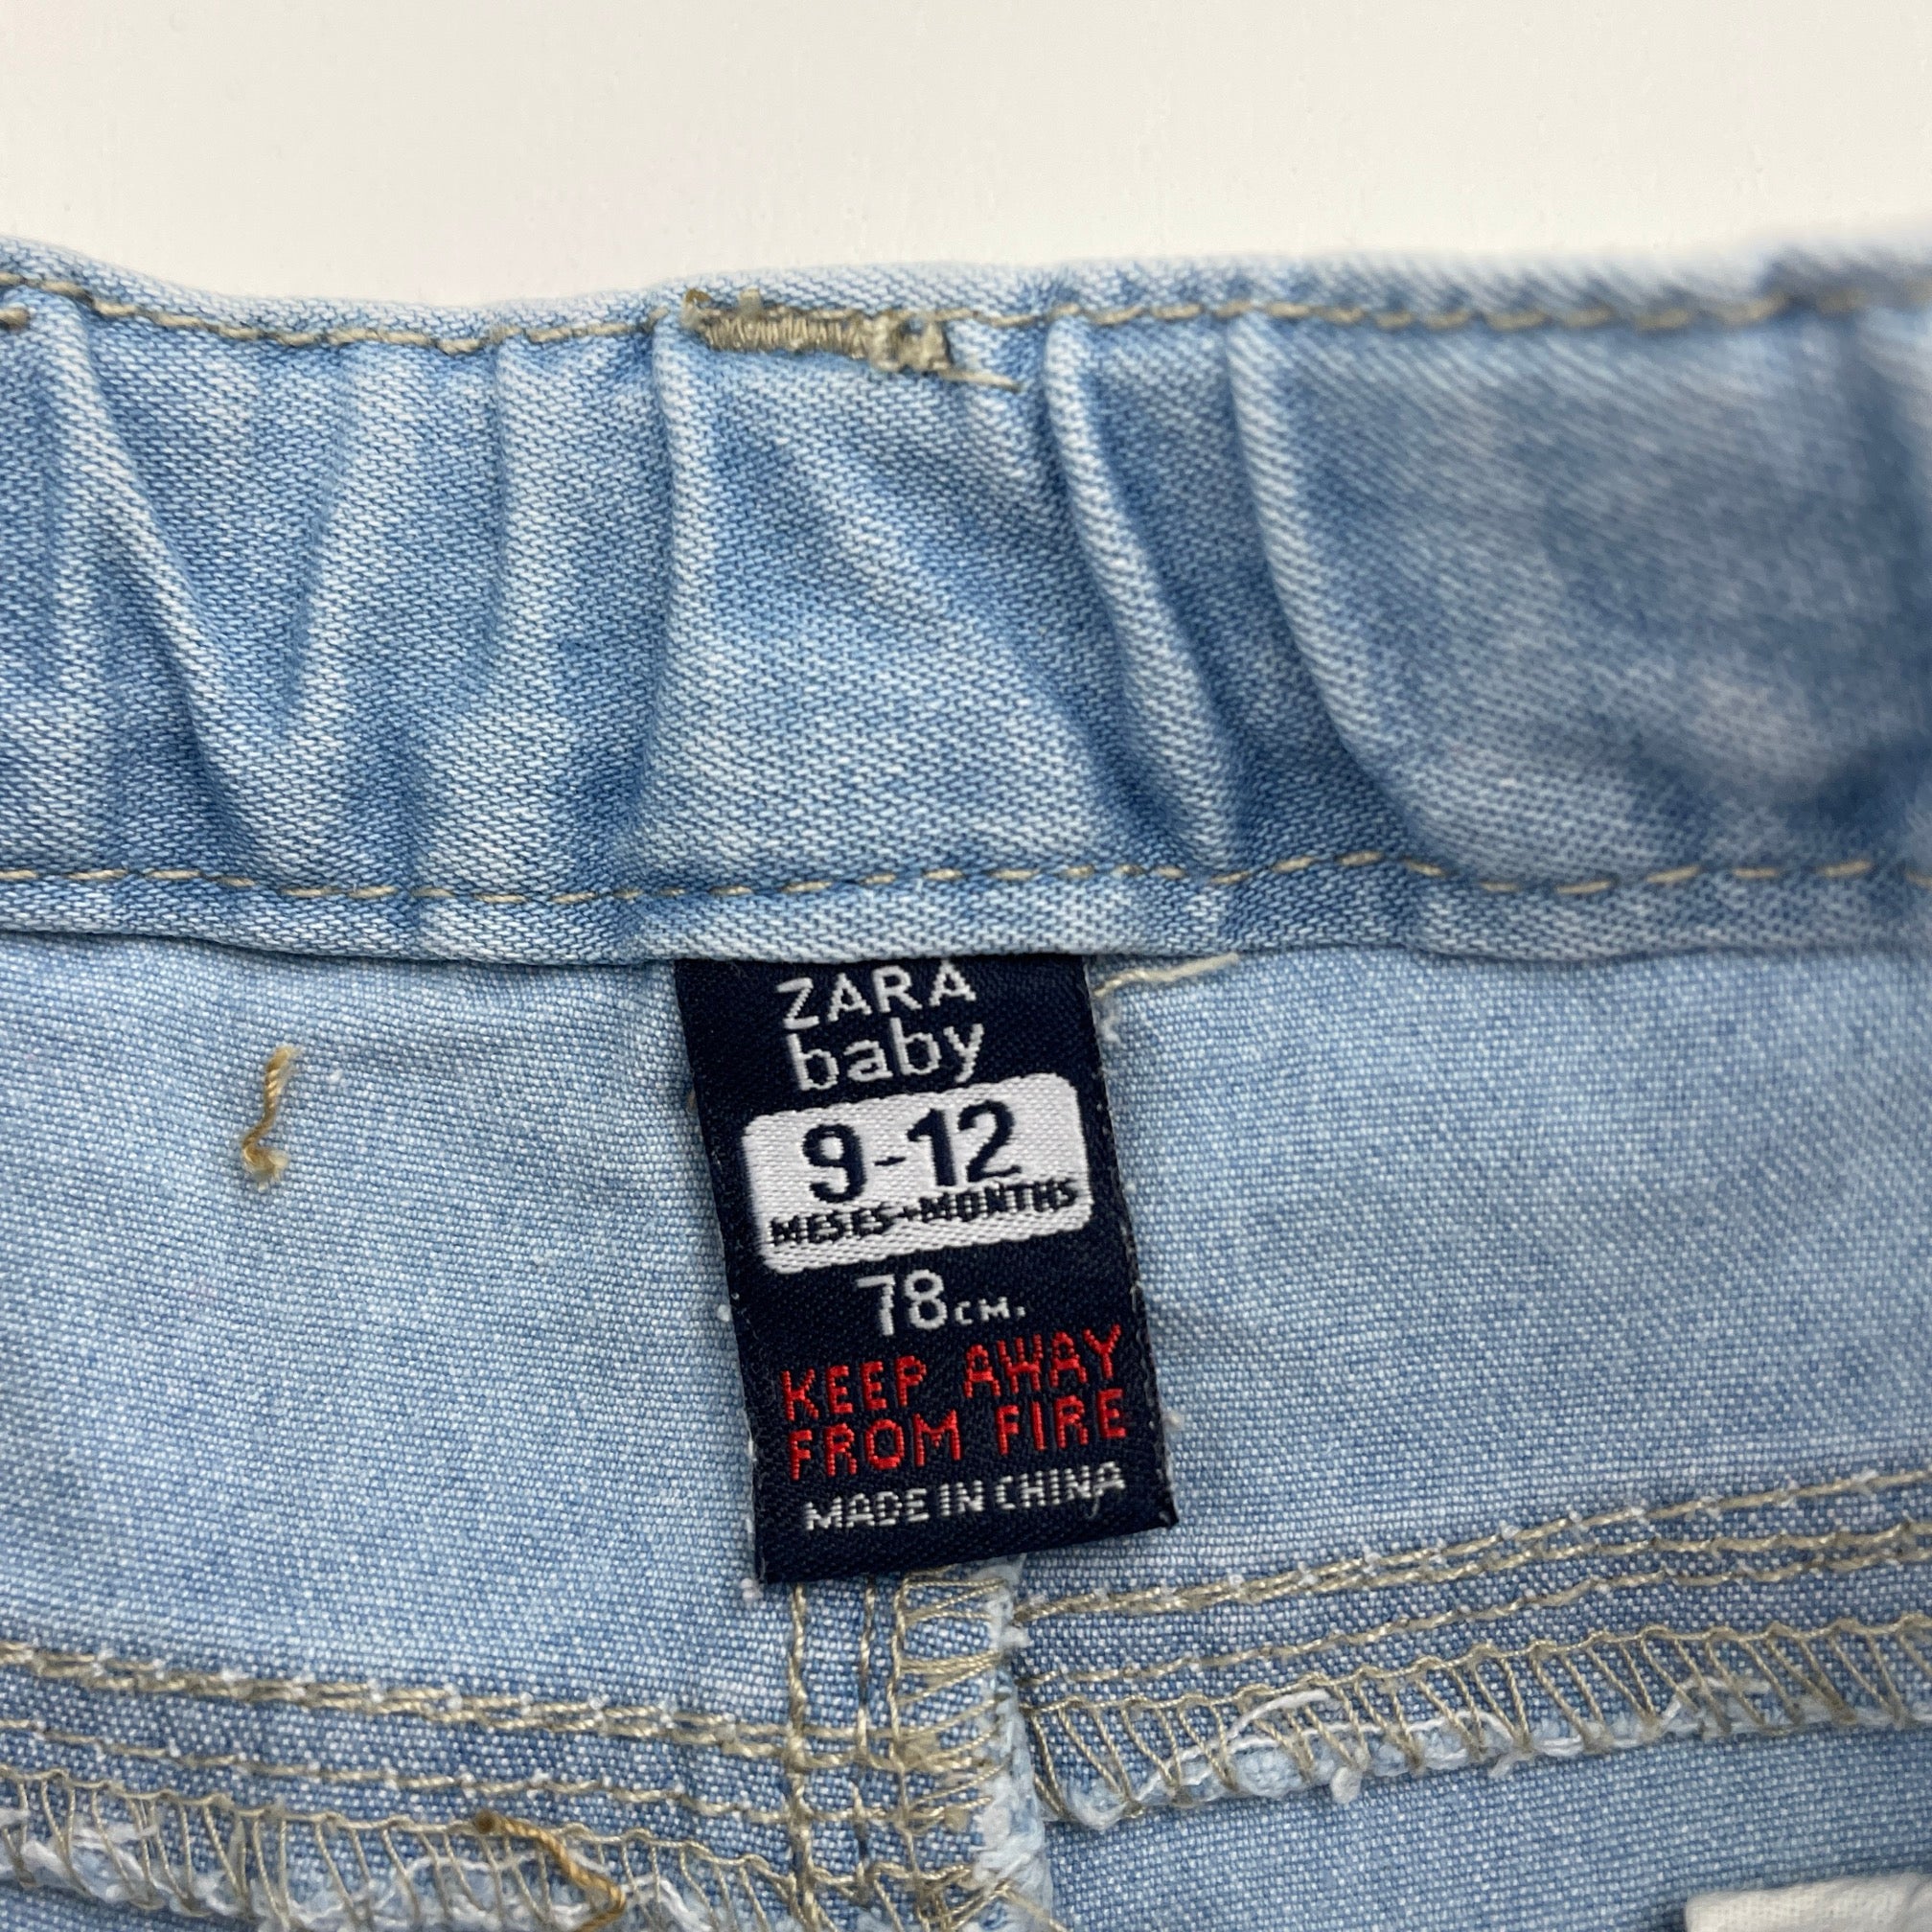 ZARA
baby
9-12
MESES-MONTHS
78CM.
KEEP AWAY
FROM FIRE
MADE IN CHINA